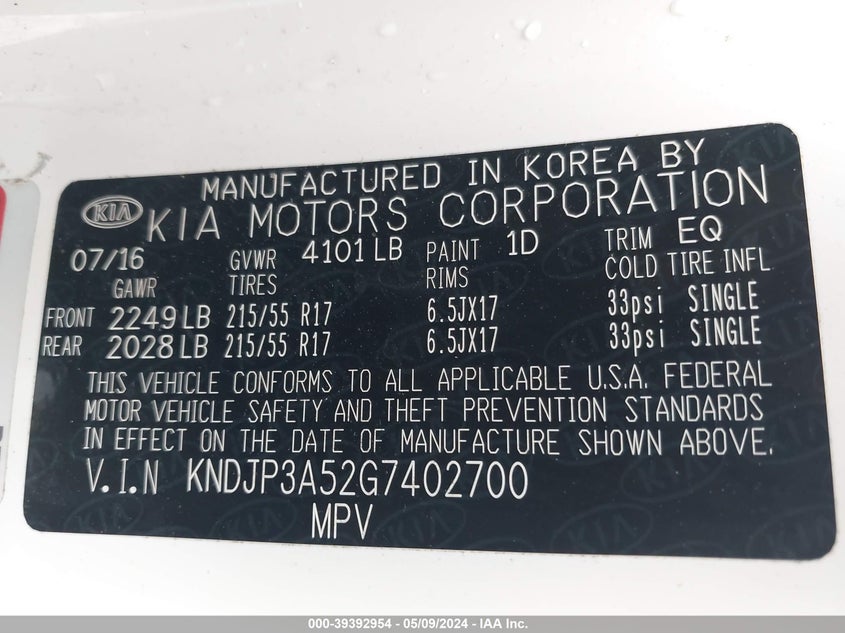 MANUFACTURED IN KOREA BY
KIA KIA MOTORS CORPORATION
07/16 GVWR 4101 LB PAINT 1D TRIM EQ
GAWR TIRES RIMS COLD TIRE INFL
FRONT 2249 LB 215/55 R17 6.5JX17 33psi SINGLE
REAR 2028 LB 215/55 R17 6.5JX17 33psi SINGLE
THIS VEHICLE CONFORMS TO ALL APPLICABLE U.S.A. FEDERAL
MOTOR VEHICLE SAFETY AND THEFT PREVENTION STANDARDS
IN EFFECT ON THE DATE OF MANUFACTURE SHOWN ABOVE.
V.I.N KNDJP3A52G7402700
MPV
000-39392954 - 05/09/2024 - IAA Inc.